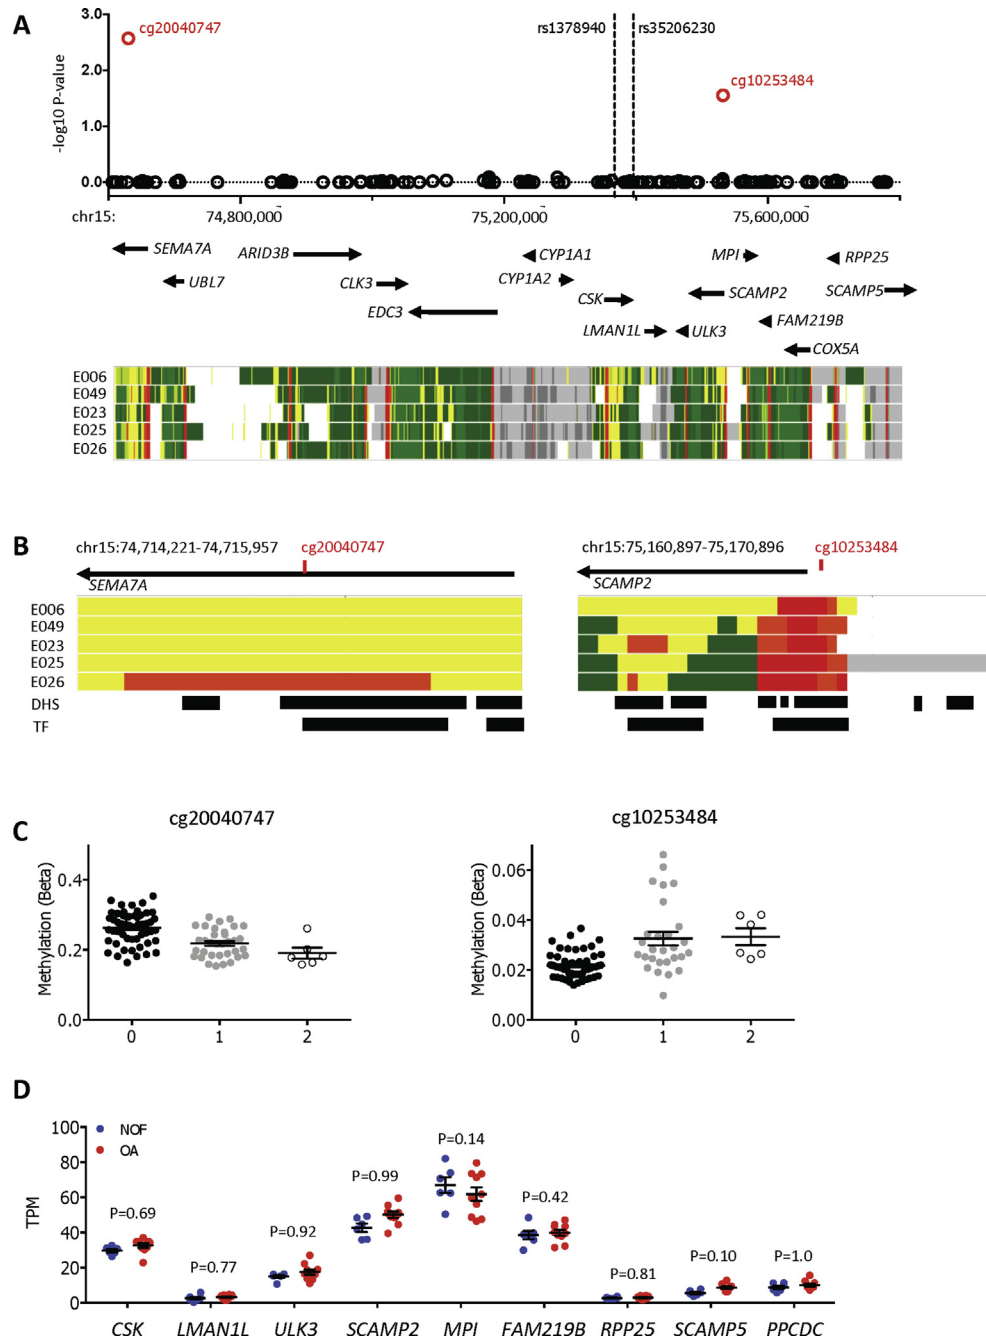 A
3.0
cg20040747
rs1378940
rs35206230
2.0
cg10253484
-log10 P-value
1.0
0.0
chr15:
74,800,000
75,200,000
75,600,000
SEMA7A
ARID3B
CYP1A1
MPI
RPP25
UBL7
CLK3
CYP1A2
SCAMP2
SCAMP5
CSK
EDC3
FAM219B
LMAN1L
ULK3
COX5A
E006
E049
E023
E025
E026
B
chr15:74,714,221-74,715,957
cg20040747
SEMA7A
chr15:75,160,897-75,170,896
cg10253484
SCAMP2
E006
E049
E023
E025
E026
DHS
TF
C
cg20040747
Methylation (Beta)
0.4
0.2
0.0
0 1 2
cg10253484
Methylation (Beta)
0.06
0.04
0.02
0.00
0 1 2
D
TPM
100
80
60
40
20
0
NOF
OA
P=0.69
P=0.77
P=0.92
P=0.99
P=0.14
P=0.42
P=0.81
P=0.10
P=1.0
CSK LMAN1L ULK3 SCAMP2 MPI FAM219B RPP25 SCAMP5 PPCDC